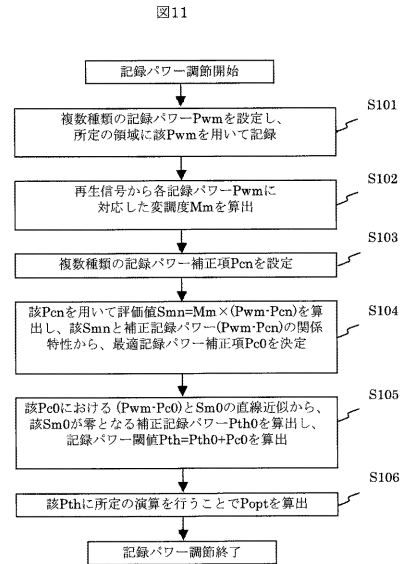 図11
記録パワー調節開始
複数種類の記録パワーPwmを設定し、
所定の領域に該Pwmを用いて記録
S101
再生信号から各記録パワーPwmに
対応した変調度Mmを算出
S102
複数種類の記録パワー補正項Pcnを設定
S103
該Pcnを用いて評価値Smn=Mm×(Pwm-Pcn)を算
出し、該Smnと補正記録パワー(Pwm-Pcn)の関係
特性から、最適記録パワー補正項Pc0を決定
S104
該Pc0における(Pwm-Pc0)とSm0の直線近似から、
該Sm0が零となる補正記録パワーPth0を算出し、
記録パワー閾値Pth=Pth0+Pc0を算出
S105
該Pthに所定の演算を行うことでPoptを算出
S106
記録パワー調節終了